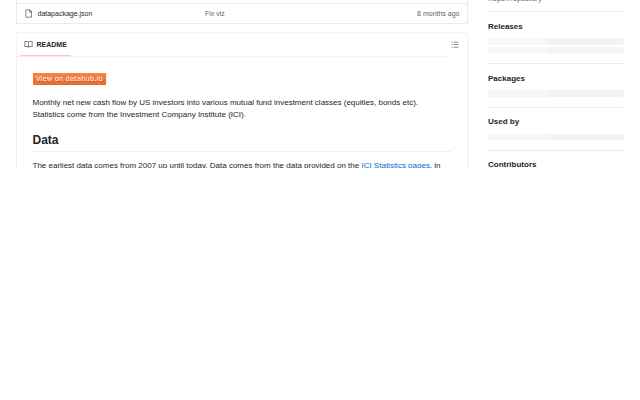 datapackage.json Fix viz 8 months ago
README
View on datahub.io
Monthly net new cash flow by US investors into various mutual fund investment classes (equities, bonds etc).
Statistics come from the Investment Company Institute (ICI).
Data
The earliest data comes from 2007 up until today. Data comes from the data provided on the ICI Statistics pages. In
Releases
Packages
Used by
Contributors